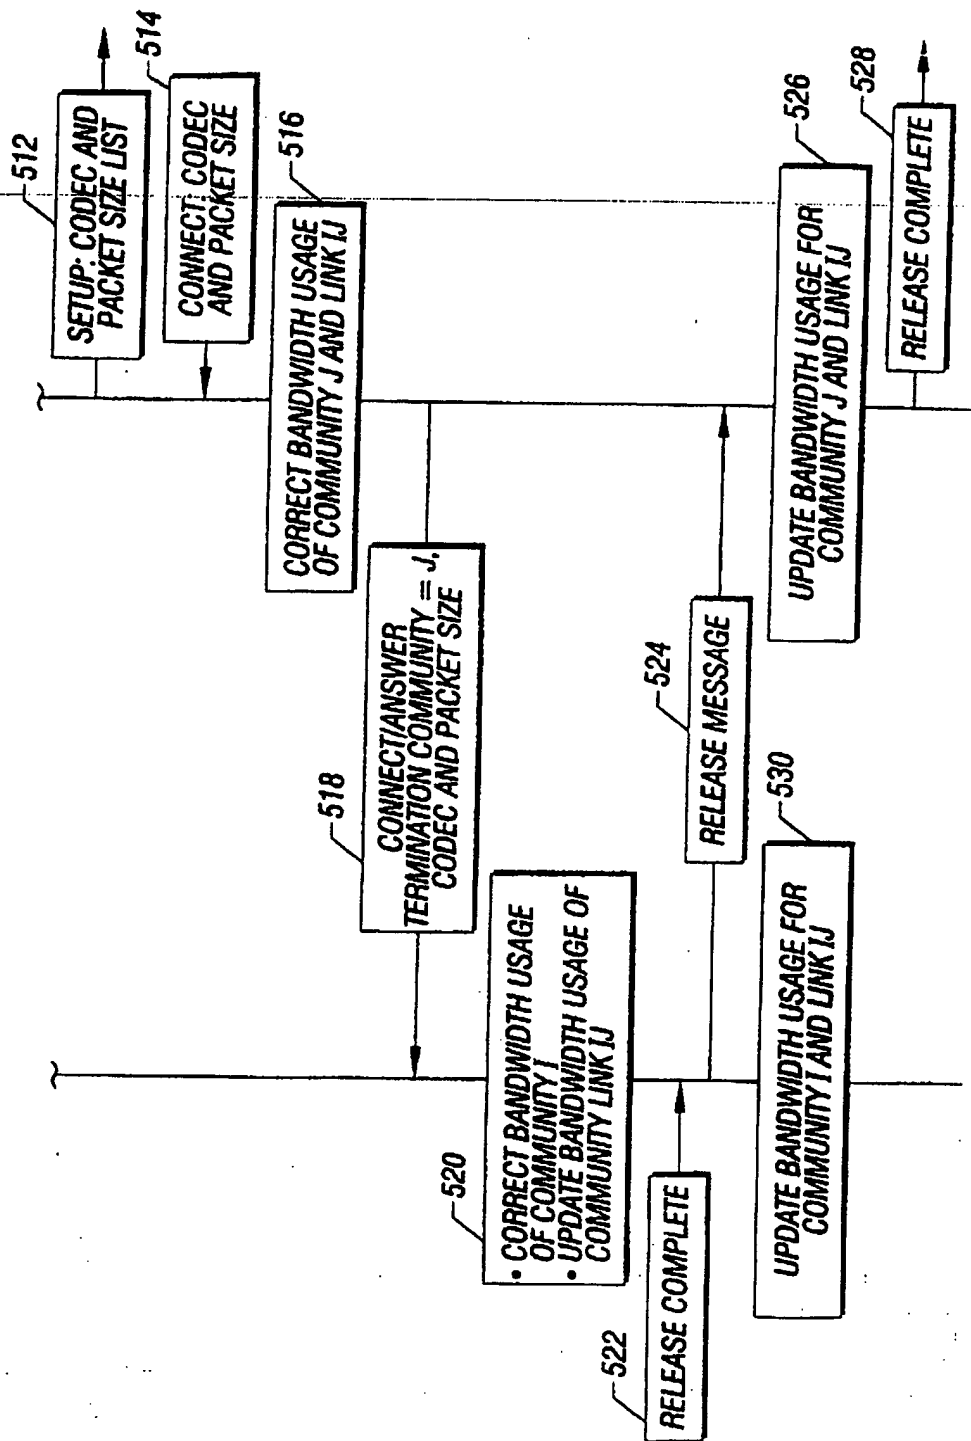 512
SETUP: CODEC AND
PACKET SIZE LIST
514
CONNECT: CODEC
AND PACKET SIZE
516
CORRECT BANDWIDTH USAGE
OF COMMUNITY J AND LINK IJ
518
CONNECT/ANSWER
TERMINATION COMMUNITY = J,
CODEC AND PACKET SIZE
520
• CORRECT BANDWIDTH USAGE
OF COMMUNITY I
• UPDATE BANDWIDTH USAGE OF
COMMUNITY LINK IJ
522
RELEASE COMPLETE
524
RELEASE MESSAGE
526
UPDATE BANDWIDTH USAGE FOR
COMMUNITY J AND LINK IJ
528
RELEASE COMPLETE
530
UPDATE BANDWIDTH USAGE FOR
COMMUNITY I AND LINK IJ